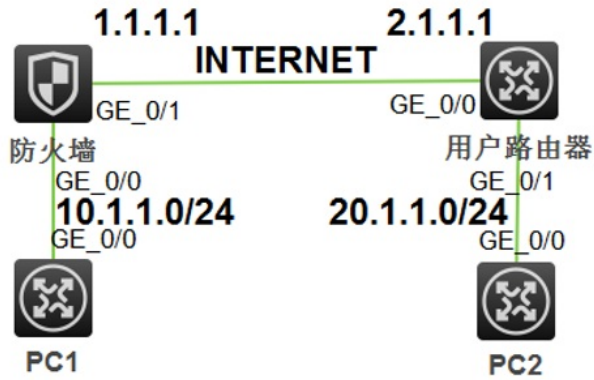 1.1.1.1
2.1.1.1
INTERNET
GE_0/1
GE_0/0
防火墙
用户路由器
GE_0/0
GE_0/1
10.1.1.0/24
20.1.1.0/24
GE_0/0
GE_0/0
PC1
PC2